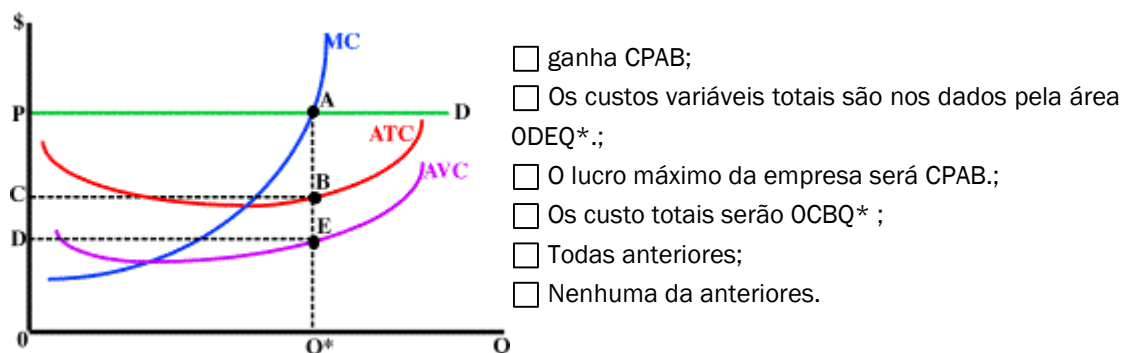 $
MC
P
A
D
ATC
AVC
C
B
D
E
0
Q*
Q
ganha CPAB;
Os custos variáveis totais são nos dados pela área
0DEQ*.;
O lucro máximo da empresa será CPAB.;
Os custo totais serão 0CBQ* ;
Todas anteriores;
Nenhuma da anteriores.